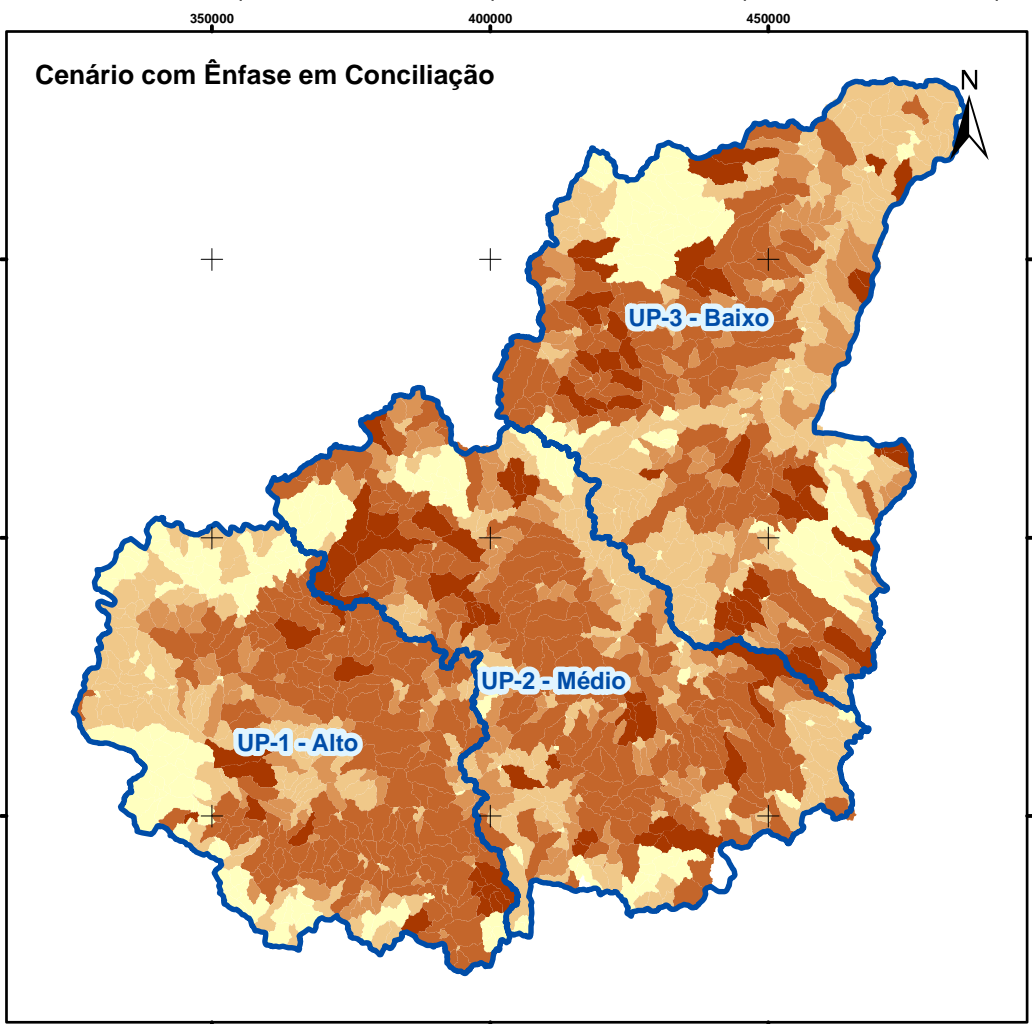 350000 400000 450000
Cenário com Ênfase em Conciliação
N
UP-3 - Baixo
UP-2 - Médio
UP-1 - Alto